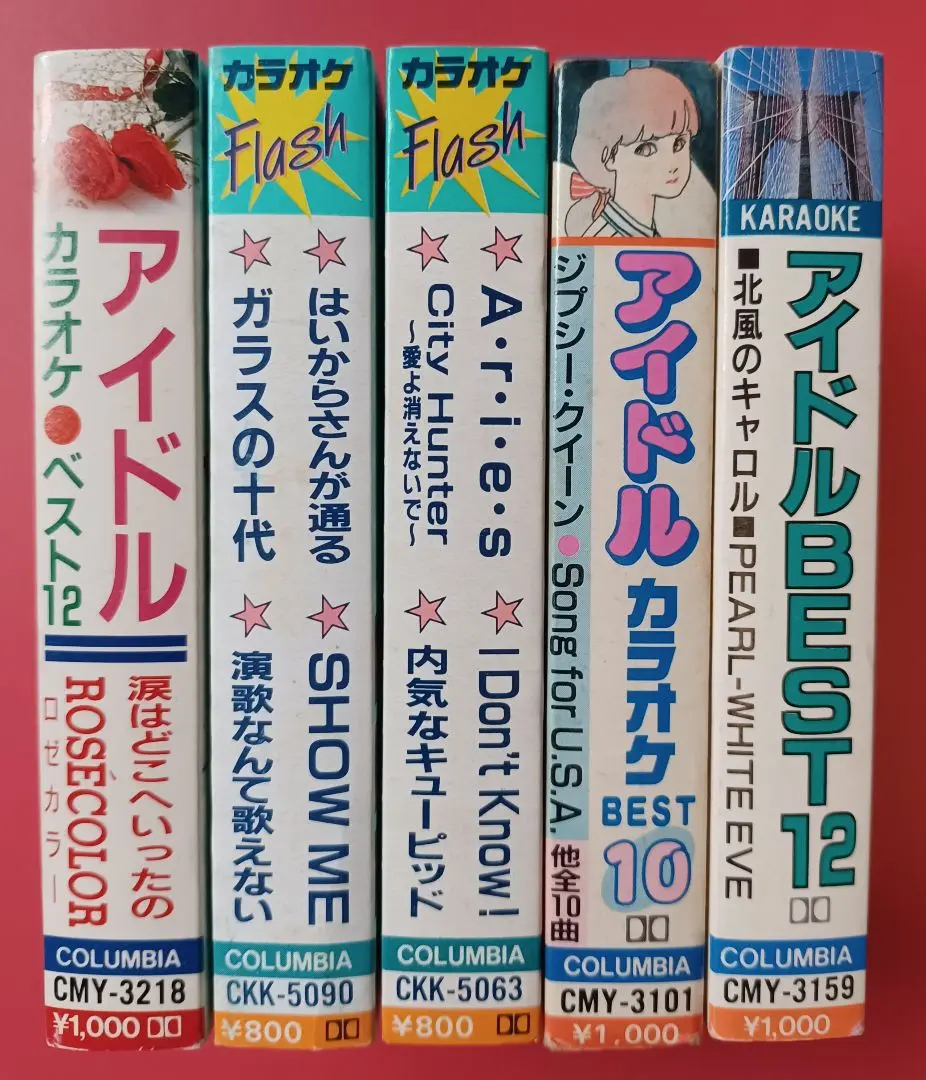 アイドル
カラオケ●ベスト12
涙はどこへいったの
ROSECOLOR
ロゼカラー
COLUMBIA
CMY-3218
¥1,000
カラオケ
Flash
☆はいからさんが通る ☆SHOW ME
☆ガラスの十代 ☆演歌なんて歌えない
COLUMBIA
CKK-5090
¥800
カラオケ
Flash
☆A・r・i・e・s ☆I Don't Know!
☆City Hunter ☆内気なキューピッド
～愛よ消えないで～
COLUMBIA
CKK-5063
¥800
アイドル
カラオケ
BEST
10
ジプシー・クイーン●Song for U.S.A.
他全10曲
COLUMBIA
CMY-3101
¥1,000
KARAOKE
アイドルBEST12
■北風のキャロル■PEARL-WHITE EVE
COLUMBIA
CMY-3159
¥1,000